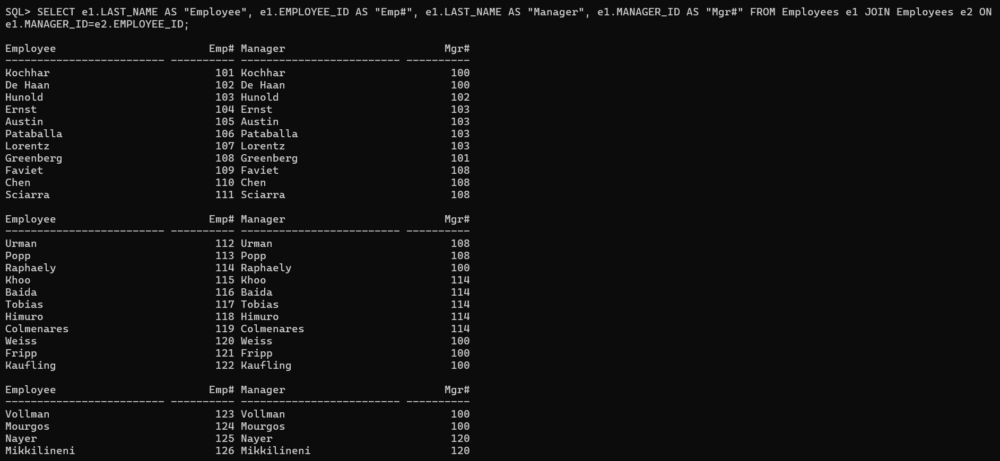 SQL> SELECT e1.LAST_NAME AS "Employee", e1.EMPLOYEE_ID AS "Emp#", e1.LAST_NAME AS "Manager", e1.MANAGER_ID AS "Mgr#" FROM Employees e1 JOIN Employees e2 ON
e1.MANAGER_ID=e2.EMPLOYEE_ID;
Employee                        Emp# Manager                         Mgr#
------------------------- ---------- ------------------------- ----------
Kochhar                          101 Kochhar                          100
De Haan                          102 De Haan                          100
Hunold                           103 Hunold                           102
Ernst                            104 Ernst                            103
Austin                           105 Austin                           103
Pataballa                        106 Pataballa                        103
Lorentz                          107 Lorentz                          103
Greenberg                        108 Greenberg                        101
Faviet                           109 Faviet                           108
Chen                             110 Chen                             108
Sciarra                          111 Sciarra                          108
Employee                        Emp# Manager                         Mgr#
------------------------- ---------- ------------------------- ----------
Urman                            112 Urman                            108
Popp                             113 Popp                             108
Raphaely                         114 Raphaely                         100
Khoo                             115 Khoo                             114
Baida                            116 Baida                            114
Tobias                           117 Tobias                           114
Himuro                           118 Himuro                           114
Colmenares                       119 Colmenares                       114
Weiss                            120 Weiss                            100
Fripp                            121 Fripp                            100
Kaufling                         122 Kaufling                         100
Employee                        Emp# Manager                         Mgr#
------------------------- ---------- ------------------------- ----------
Vollman                          123 Vollman                          100
Mourgos                          124 Mourgos                          100
Nayer                            125 Nayer                            120
Mikkilineni                      126 Mikkilineni                      120